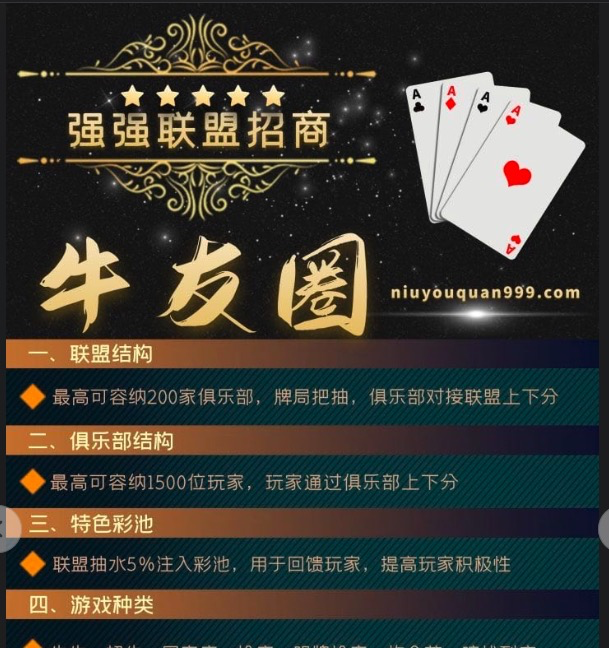 强强联盟招商
A
A
A
A
A
牛友圈
niuyouquan999.com
一、联盟结构
最高可容纳200家俱乐部，牌局把抽，俱乐部对接联盟上下分
二、俱乐部结构
最高可容纳1500位玩家，玩家通过俱乐部上下分
三、特色彩池
联盟抽水5%注入彩池，用于回馈玩家，提高玩家积极性
四、游戏种类